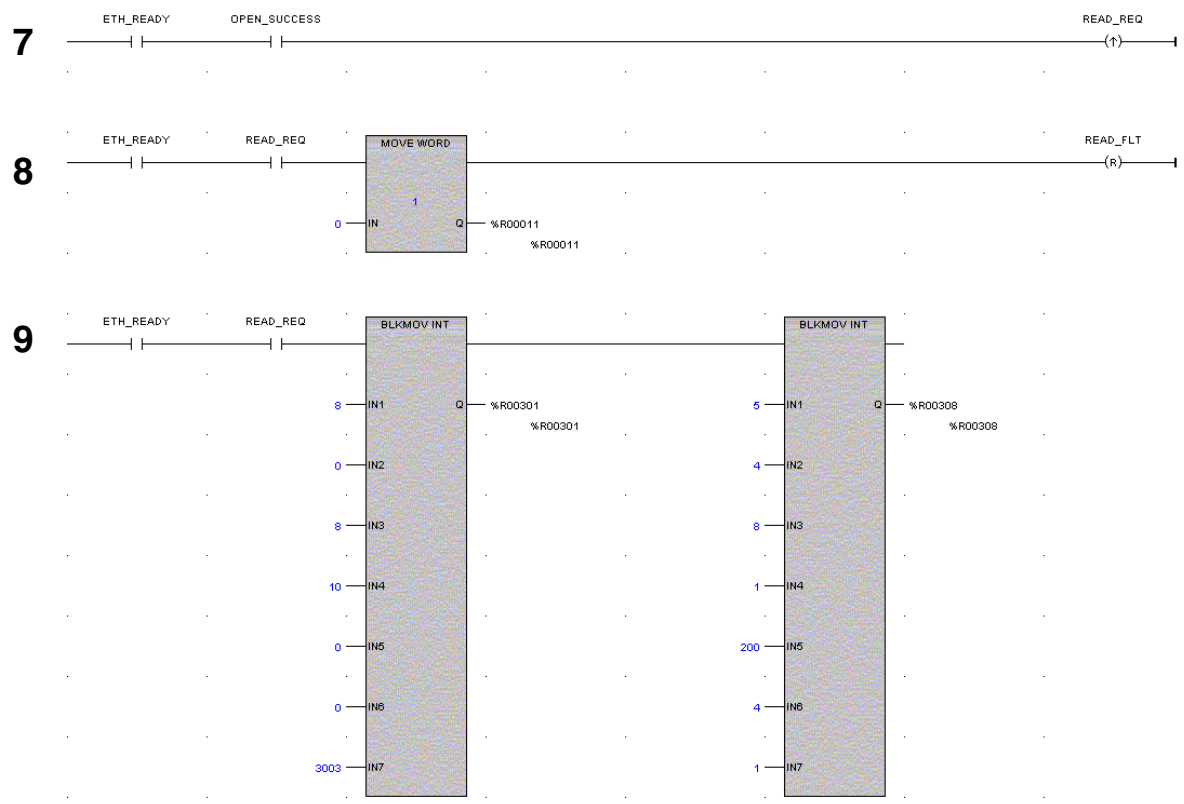 ETH_READY OPEN_SUCCESS READ_REQ
7 (↑)
ETH_READY READ_REQ MOVE WORD READ_FLT
8 (R)
1
0 IN Q %R00011
%R00011
ETH_READY READ_REQ BLKMOV INT BLKMOV INT
9
8 IN1 Q %R00301 5 IN1 Q %R00308
%R00301 %R00308
0 IN2 4 IN2
8 IN3 8 IN3
10 IN4 1 IN4
0 IN5 200 IN5
0 IN6 4 IN6
3003 IN7 1 IN7